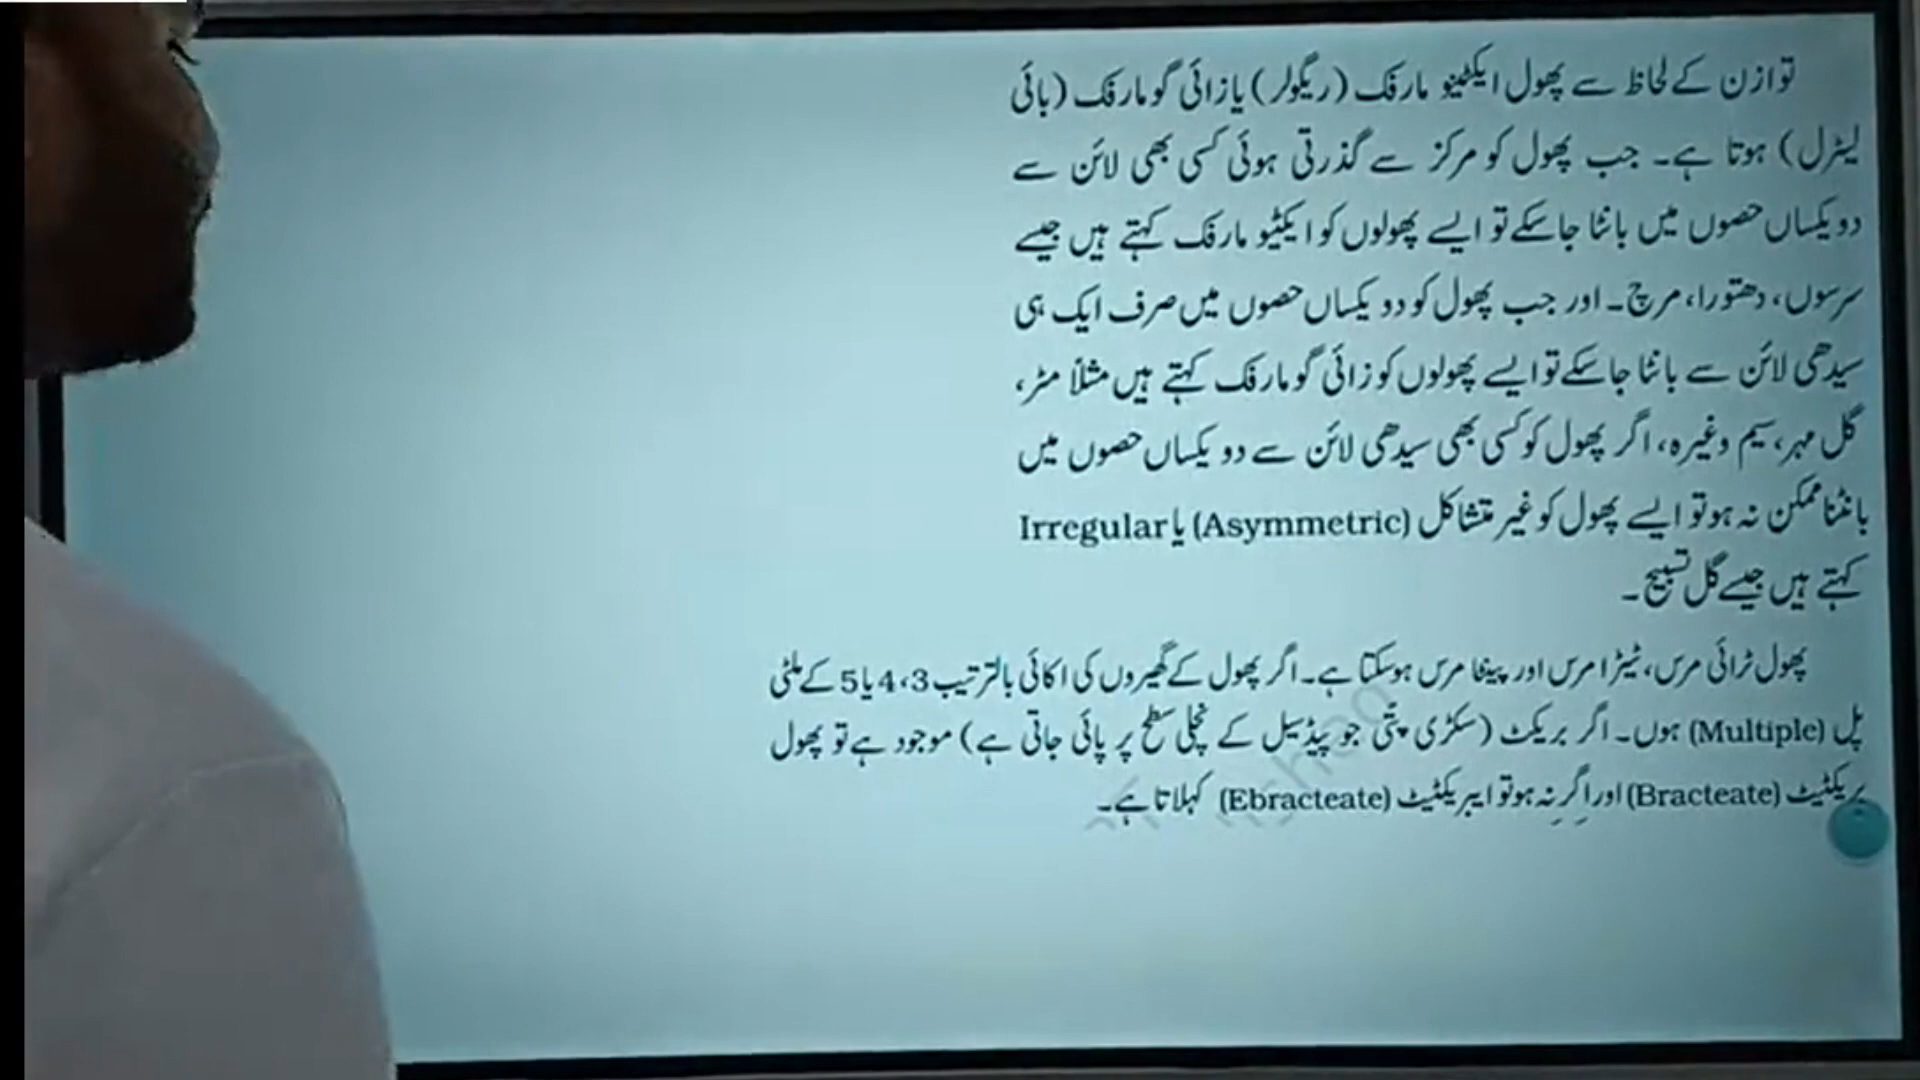 توازن کے لحاظ سے پھول ایکٹینو مارفک (ریگولر) یا زائی گو مارفک (بائی
لیٹرل) ہوتا ہے۔ جب پھول کو مرکز سے گذرتی ہوئی کسی بھی لائن سے
دو یکساں حصوں میں بانٹا جا سکے تو ایسے پھولوں کو ایکٹیو مارفک کہتے ہیں جیسے
سرسوں، دھتورا، مرچ۔ اور جب پھول کو دو یکساں حصوں میں صرف ایک ہی
سیدھی لائن سے بانٹا جا سکے تو ایسے پھولوں کو زائی گو مارفک کہتے ہیں مثلاً مٹر،
گل مہر، سیم وغیرہ، اگر پھول کو کسی بھی سیدھی لائن سے دو یکساں حصوں میں
بانٹنا ممکن نہ ہو تو ایسے پھول کو غیر متشاکل (Asymmetric) یا Irregular
کہتے ہیں جیسے گل تسبیح۔
پھول ٹرائی مرس، ٹیٹرا مرس اور پینٹا مرس ہو سکتا ہے۔ اگر پھول کے گھیروں کی اکائی بالترتیب 3، 4 یا 5 کے ملٹی
پل (Multiple) ہوں۔ اگر بریکٹ (سکڑی پتی جو پیڈیسل کے نچلی سطح پر پائی جاتی ہے) موجود ہے تو پھول
بریکٹیٹ (Bracteate) اور اگر نہ ہو تو ایبریکٹیٹ (Ebracteate) کہلاتا ہے۔